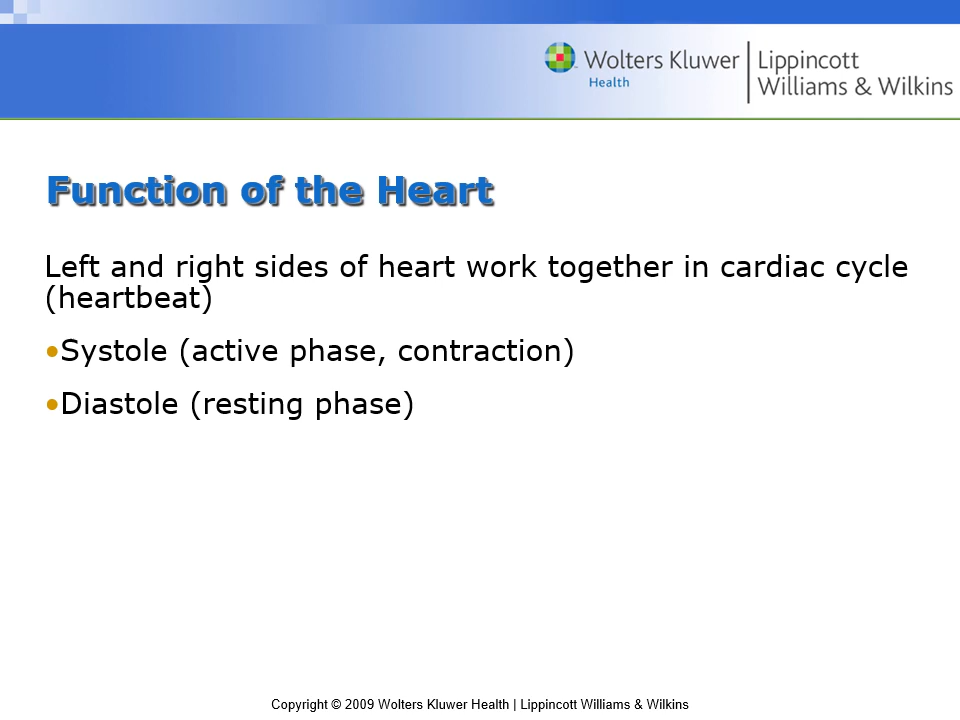 Wolters Kluwer
Health
Lippincott
Williams & Wilkins
Function of the Heart
Left and right sides of heart work together in cardiac cycle
(heartbeat)
•Systole (active phase, contraction)
•Diastole (resting phase)
Copyright © 2009 Wolters Kluwer Health | Lippincott Williams & Wilkins